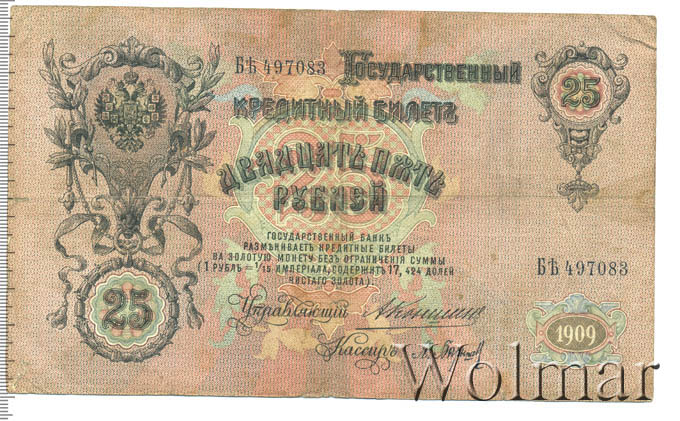 БѢ 497083 Государственный
25
Кредитный Билетъ
Двадцать пять
рублей
25
ГОСУДАРСТВЕННЫЙ БАНКЪ
РАЗМѢНИВАЕТЪ КРЕДИТНЫЕ БИЛЕТЫ
НА ЗОЛОТУЮ МОНЕТУ БЕЗЪ ОГРАНИЧЕНІЯ СУММЫ
(1 РУБЛЬ = 1/15 ИМПЕРІАЛА, СОДЕРЖИТЪ 17,424 ДОЛЕЙ
ЧИСТАГО ЗОЛОТА).
БѢ 497083
25
Управляющій
1909
Кассиръ
Wolmar